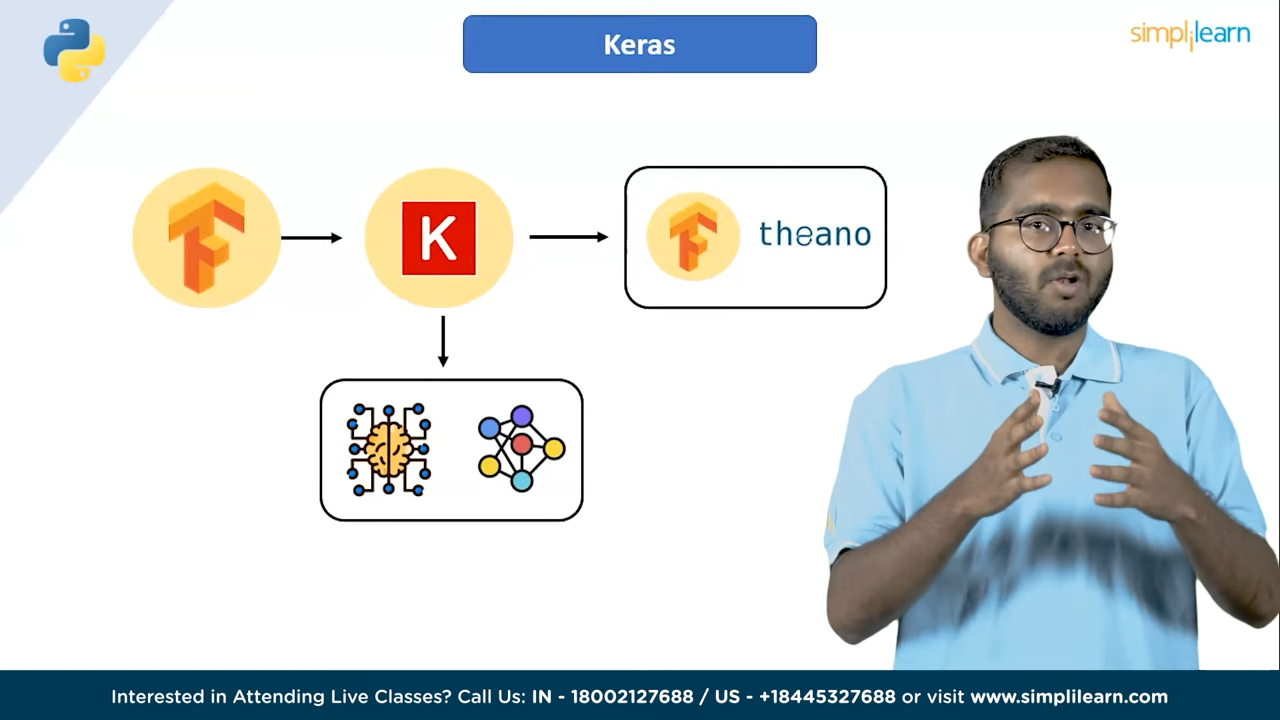 Keras
simplilearn
K
theano
Interested in Attending Live Classes? Call Us: IN - 18002127688 / US - +18445327688 or visit www.simplilearn.com